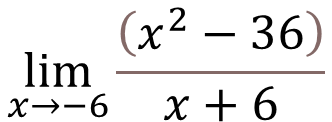 lim x→−6 (x² − 36) / x + 6